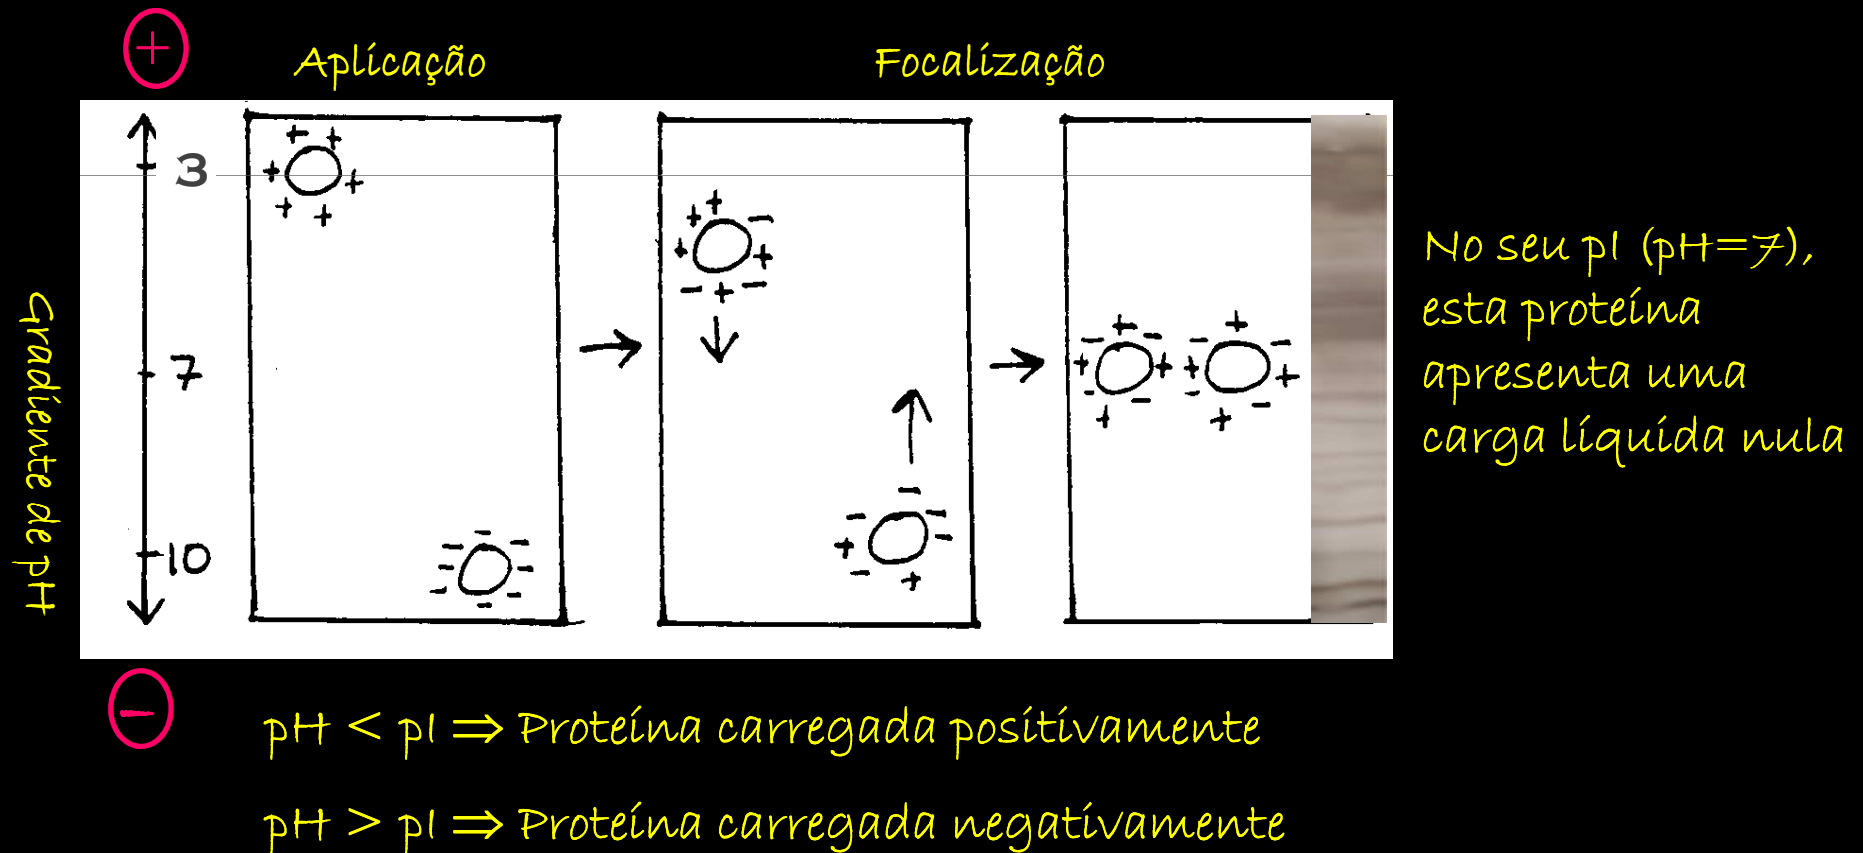 +
Aplicação
Focalização
3
7
10
Gradiente de pH
No seu pI (pH=7),
esta proteína
apresenta uma
carga líquida nula
−
pH < pI ⇒ Proteína carregada positivamente
pH > pI ⇒ Proteína carregada negativamente